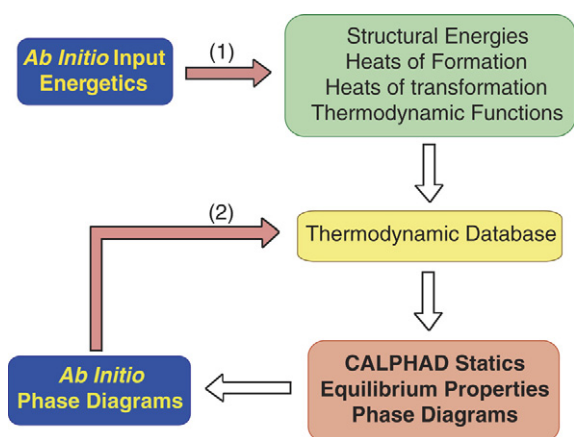 Ab Initio Input
Energetics
(1)
Structural Energies
Heats of Formation
Heats of transformation
Thermodynamic Functions
(2)
Thermodynamic Database
Ab Initio
Phase Diagrams
CALPHAD Statics
Equilibrium Properties
Phase Diagrams